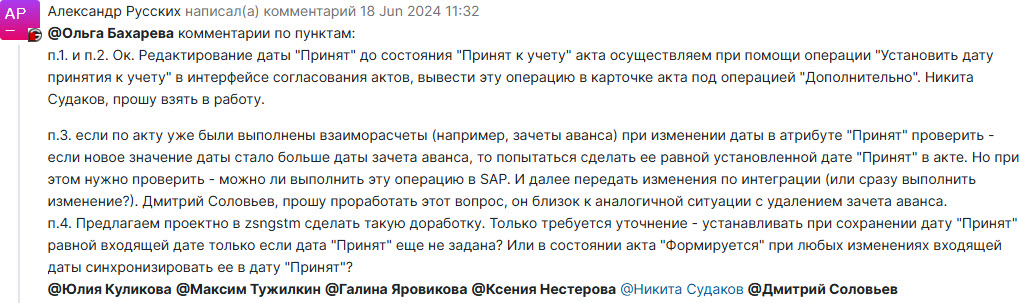 АР
Александр Русских написал(а) комментарий 18 Jun 2024 11:32
@Ольга Бахарева комментарии по пунктам:
п.1. и п.2. Ок. Редактирование даты "Принят" до состояния "Принят к учету" акта осуществляем при помощи операции "Установить дату
принятия к учету" в интерфейсе согласования актов, вывести эту операцию в карточке акта под операцией "Дополнительно". Никита
Судаков, прошу взять в работу.
п.3. если по акту уже были выполнены взаиморасчеты (например, зачеты аванса) при изменении даты в атрибуте "Принят" проверить -
если новое значение даты стало больше даты зачета аванса, то попытаться сделать ее равной установленной дате "Принят" в акте. Но при
этом нужно проверить - можно ли выполнить эту операцию в SAP. И далее передать изменения по интеграции (или сразу выполнить
изменение?). Дмитрий Соловьев, прошу проработать этот вопрос, он близок к аналогичной ситуации с удалением зачета аванса.
п.4. Предлагаем проектно в zsngstm сделать такую доработку. Только требуется уточнение - устанавливать при сохранении дату "Принят"
равной входящей дате только если дата "Принят" еще не задана? Или в состоянии акта "Формируется" при любых изменениях входящей
даты синхронизировать ее в дату "Принят"?
@Юлия Куликова @Максим Тужилкин @Галина Яровикова @Ксения Нестерова @Никита Судаков @Дмитрий Соловьев